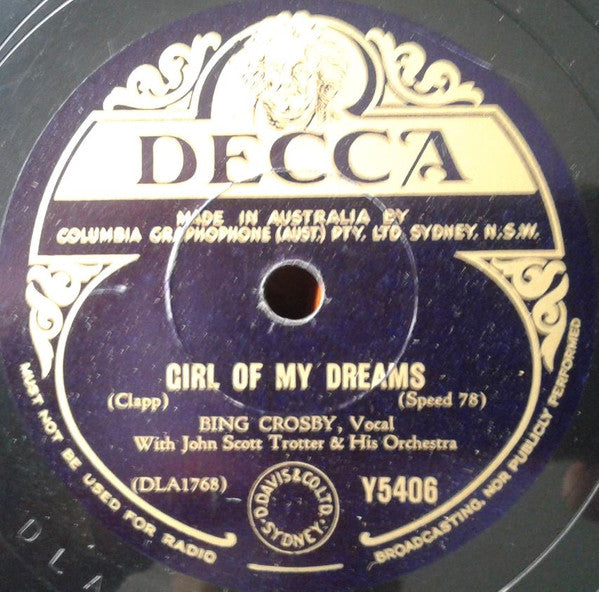 DECCA
MADE IN AUSTRALIA BY
COLUMBIA GRAPHOPHONE (AUST.) PTY. LTD. SYDNEY, N.S.W.
GIRL OF MY DREAMS
(Clapp) (Speed 78)
BING CROSBY, Vocal
With John Scott Trotter & His Orchestra
(DLA1768) Y5406
D.DAVIS&CO.LTD. SYDNEY.
MUST NOT BE USED FOR RADIO BROADCASTING, NOR PUBLICLY PERFORMED
DLA